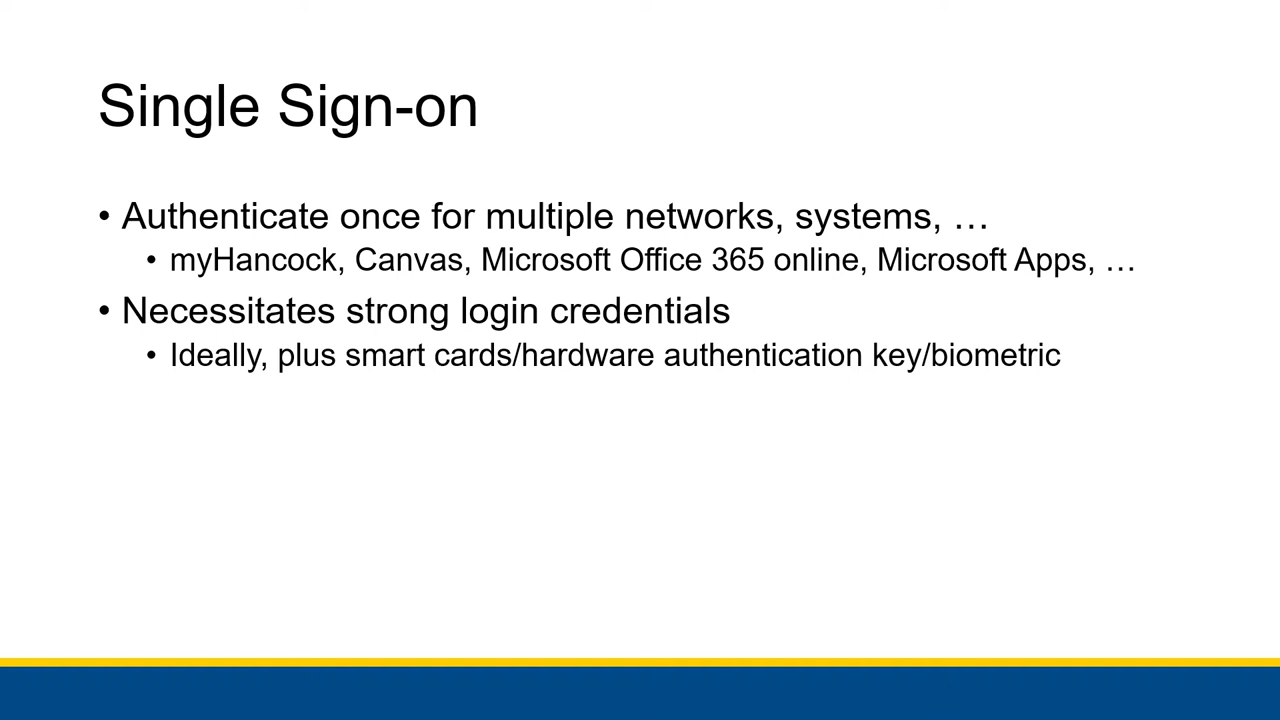 Single Sign-on
• Authenticate once for multiple networks, systems, …
• myHancock, Canvas, Microsoft Office 365 online, Microsoft Apps, …
• Necessitates strong login credentials
• Ideally, plus smart cards/hardware authentication key/biometric